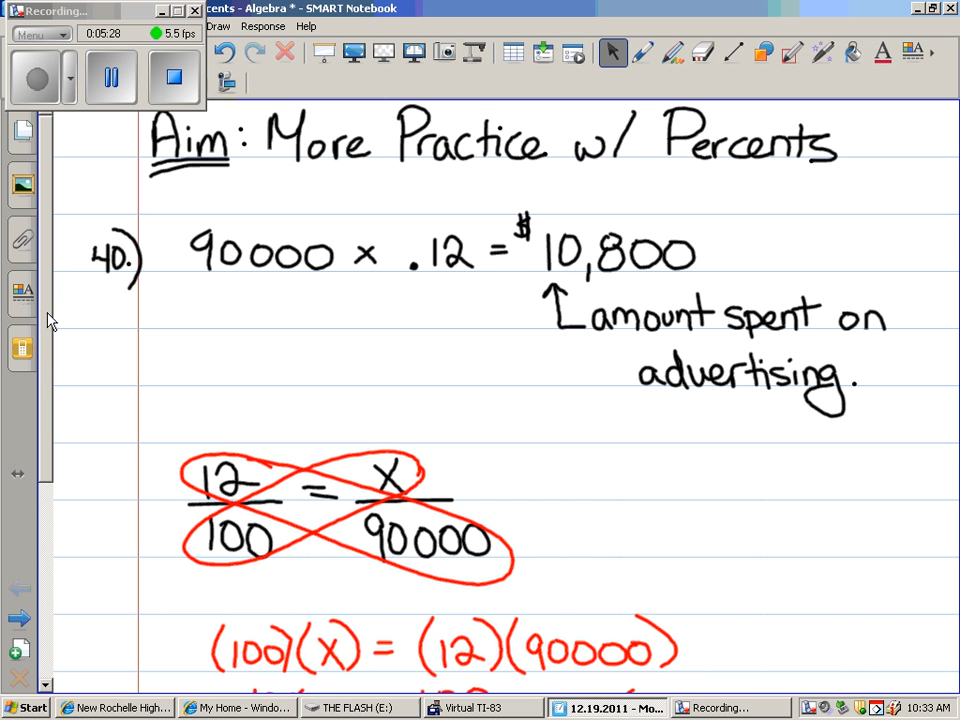 Recording...
rcents - Algebra * - SMART Notebook
Menu
0:05:28
5.5 fps
Draw Response Help
Aim: More Practice w/ Percents
40.) 90000 x .12 = $10,800
amount spent on
advertising.
12 = x
100 90000
(100)(x) = (12)(90000)
Start
New Rochelle High...
My Home - Windo...
THE FLASH (E:)
Virtual TI-83
12.19.2011 - Mo...
Recording...
10:33 AM